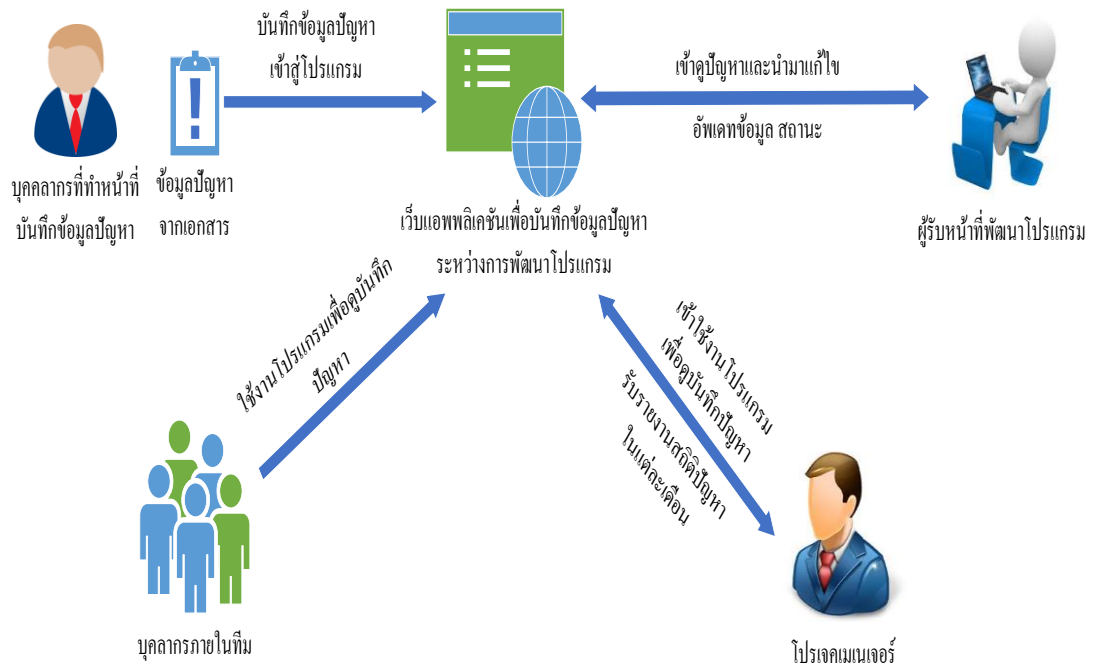 บันทึกข้อมูลปัญหา
เข้าสู่โปรแกรม
เข้าดูปัญหาและนำมาแก้ไข
อัพเดทข้อมูล สถานะ
บุคคลากรที่ทำหน้าที่
บันทึกข้อมูลปัญหา
ข้อมูลปัญหา
จากเอกสาร
เว็บแอพพลิเคชันเพื่อบันทึกข้อมูลปัญหา
ระหว่างการพัฒนาโปรแกรม
ผู้รับหน้าที่พัฒนาโปรแกรม
ใช้งานโปรแกรมเพื่อดูบันทึก
ปัญหา
เข้าใช้งานโปรแกรม
เพื่อดูบันทึกปัญหา
รับรายงานสถิติปัญหา
ในแต่ละเดือน
บุคลากรภายในทีม
โปรเจคเมเนเจอร์